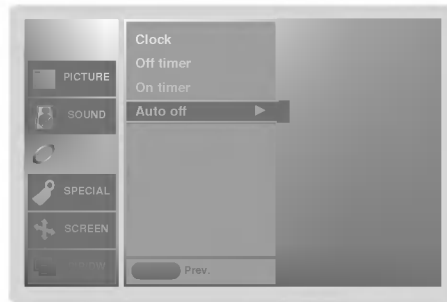 PICTURE
SOUND
SPECIAL
SCREEN
Clock
Off timer
On timer
Auto off
Prev.